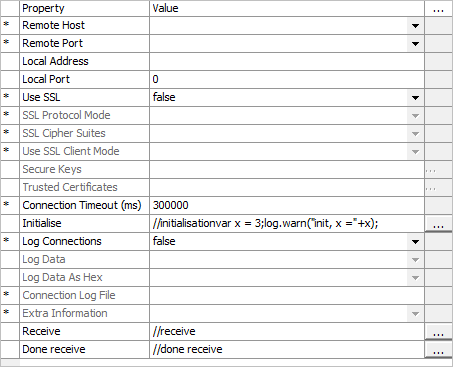 Property Value ...
* Remote Host
* Remote Port
Local Address
Local Port 0
* Use SSL false
* SSL Protocol Mode
* SSL Cipher Suites
* Use SSL Client Mode
Secure Keys ...
Trusted Certificates ...
* Connection Timeout (ms) 300000
Initialise //initialisationvar x = 3;log.warn("init, x ="+x); ...
* Log Connections false
Log Data
Log Data As Hex
* Connection Log File
* Extra Information
Receive //receive ...
Done receive //done receive ...